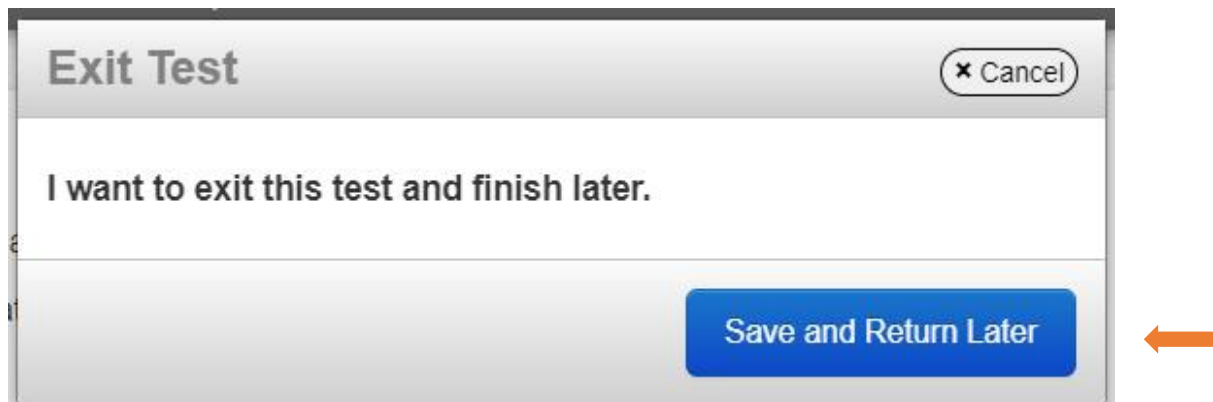 Exit Test
× Cancel
I want to exit this test and finish later.
Save and Return Later